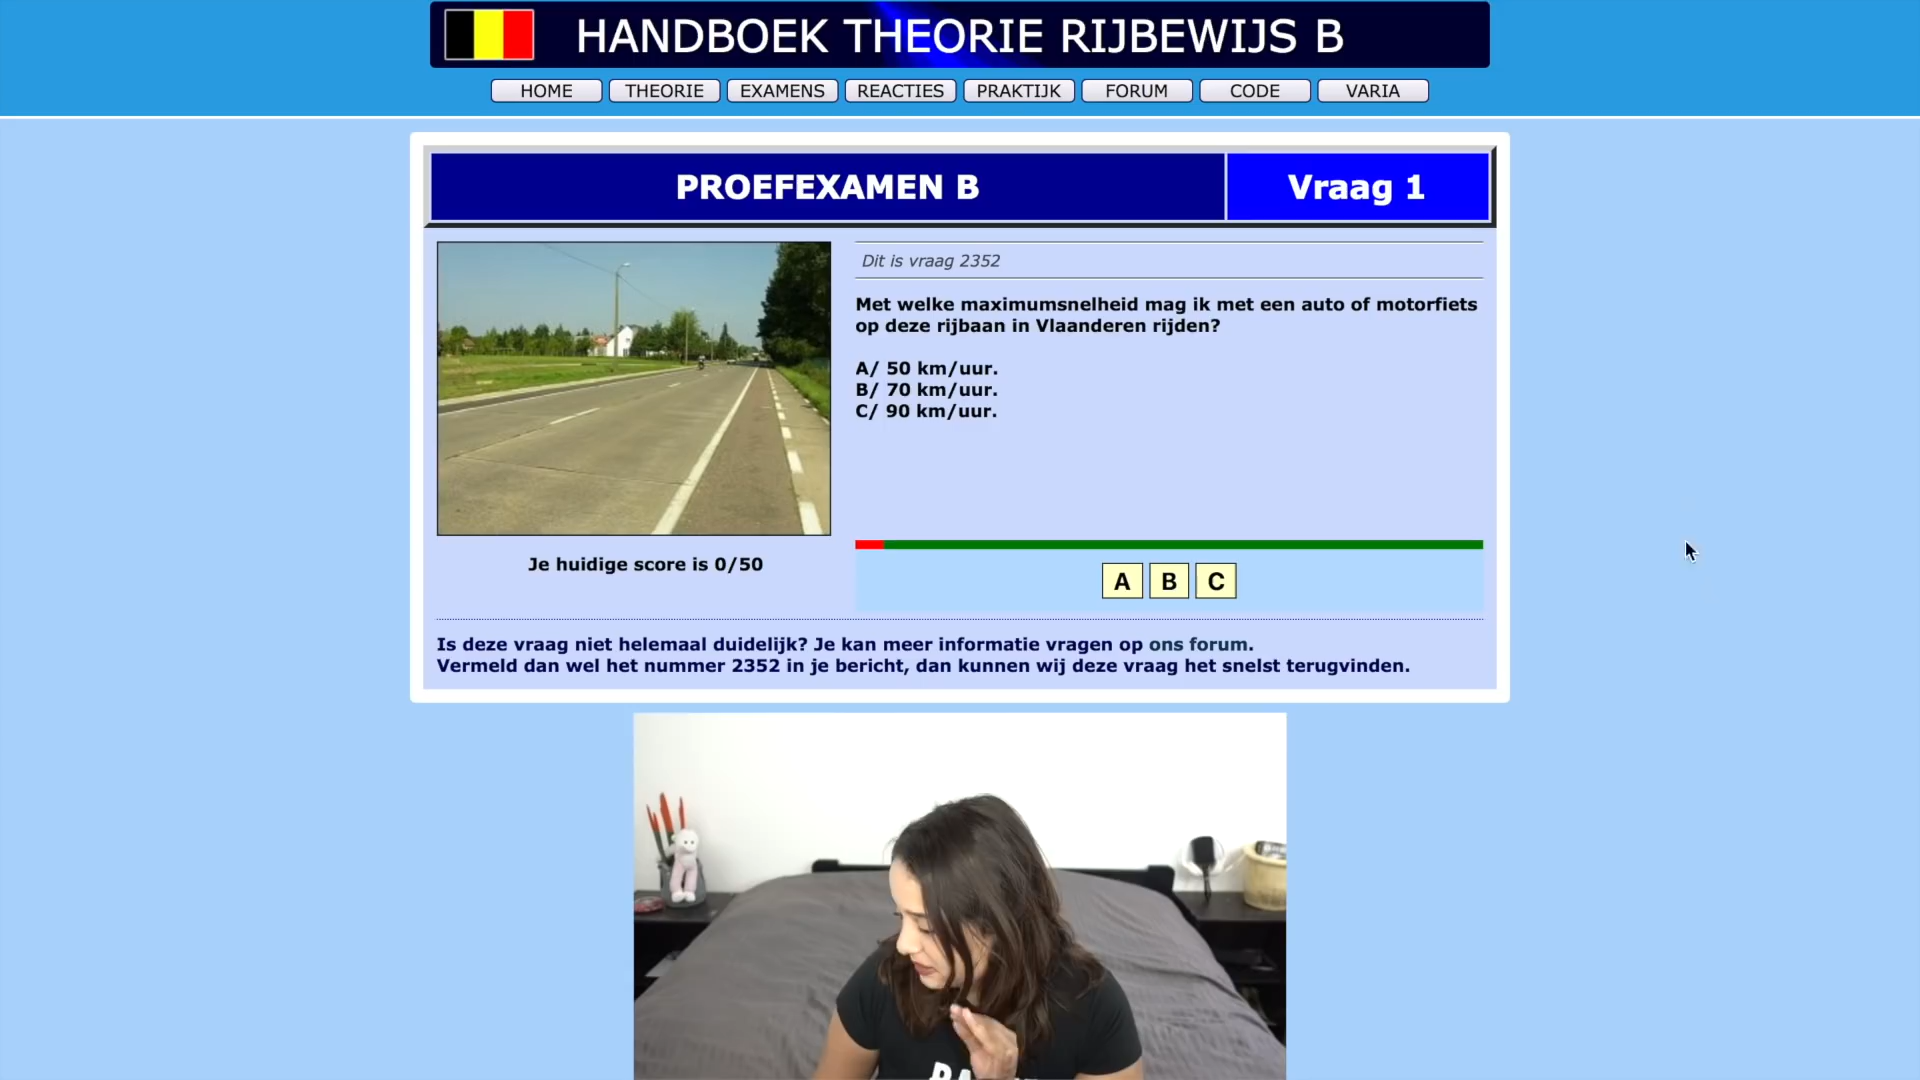 HANDBOEK THEORIE RIJBEWIJS B
HOME THEORIE EXAMENS REACTIES PRAKTIJK FORUM CODE VARIA
PROEFEXAMEN B
Vraag 1
Dit is vraag 2352
Met welke maximumsnelheid mag ik met een auto of motorfiets
op deze rijbaan in Vlaanderen rijden?
A/ 50 km/uur.
B/ 70 km/uur.
C/ 90 km/uur.
Je huidige score is 0/50
A B C
Is deze vraag niet helemaal duidelijk? Je kan meer informatie vragen op ons forum.
Vermeld dan wel het nummer 2352 in je bericht, dan kunnen wij deze vraag het snelst terugvinden.